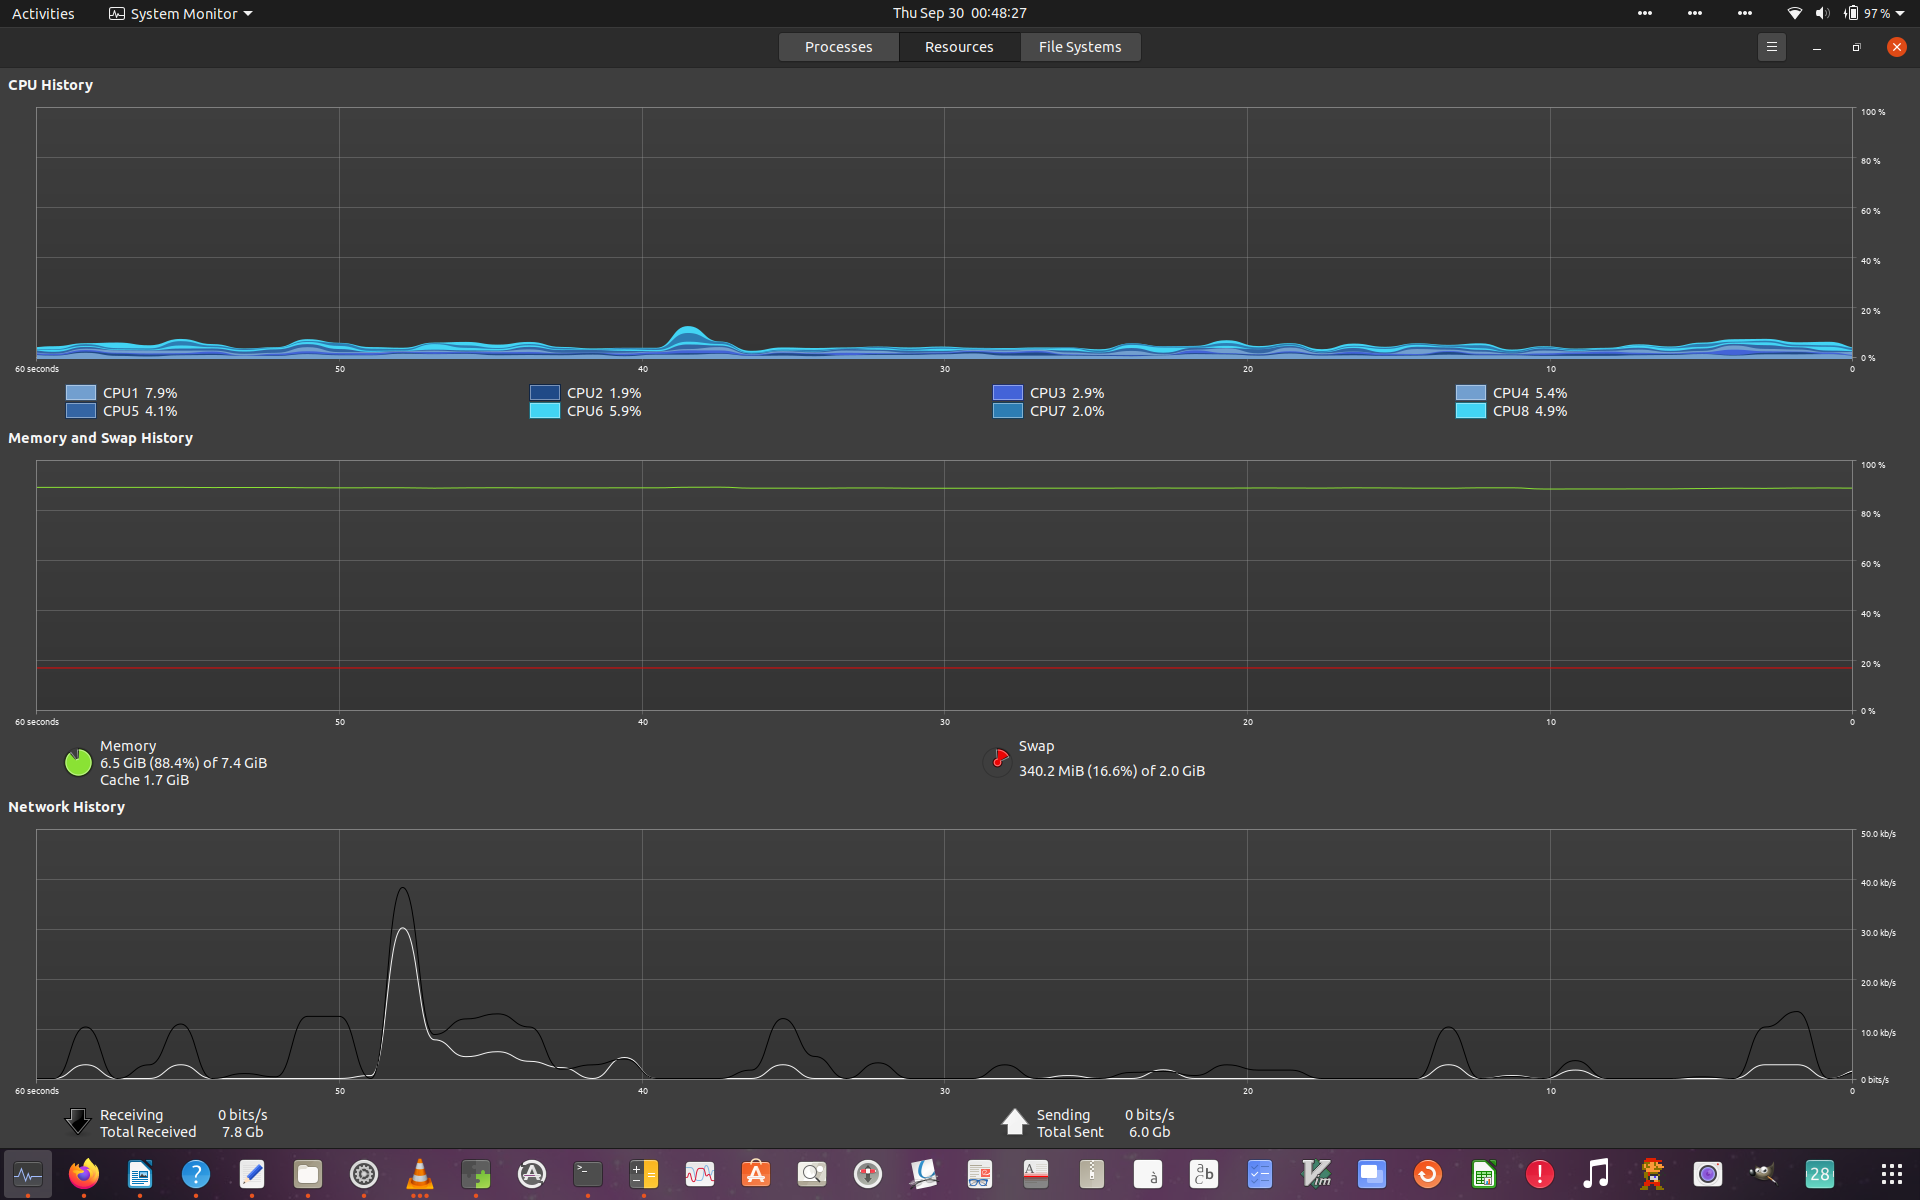 Activities System Monitor Thu Sep 30 00:48:27 97 %
Processes Resources File Systems
CPU History
100 %
80 %
60 %
40 %
20 %
0 %
60 seconds 50 40 30 20 10 0
CPU1 7.9% CPU2 1.9% CPU3 2.9% CPU4 5.4%
CPU5 4.1% CPU6 5.9% CPU7 2.0% CPU8 4.9%
Memory and Swap History
100 %
80 %
60 %
40 %
20 %
0 %
60 seconds 50 40 30 20 10 0
Memory Swap
6.5 GiB (88.4%) of 7.4 GiB 340.2 MiB (16.6%) of 2.0 GiB
Cache 1.7 GiB
Network History
50.0 kb/s
40.0 kb/s
30.0 kb/s
20.0 kb/s
10.0 kb/s
0 bits/s
60 seconds 50 40 30 20 10 0
Receiving 0 bits/s Sending 0 bits/s
Total Received 7.8 Gb Total Sent 6.0 Gb
28